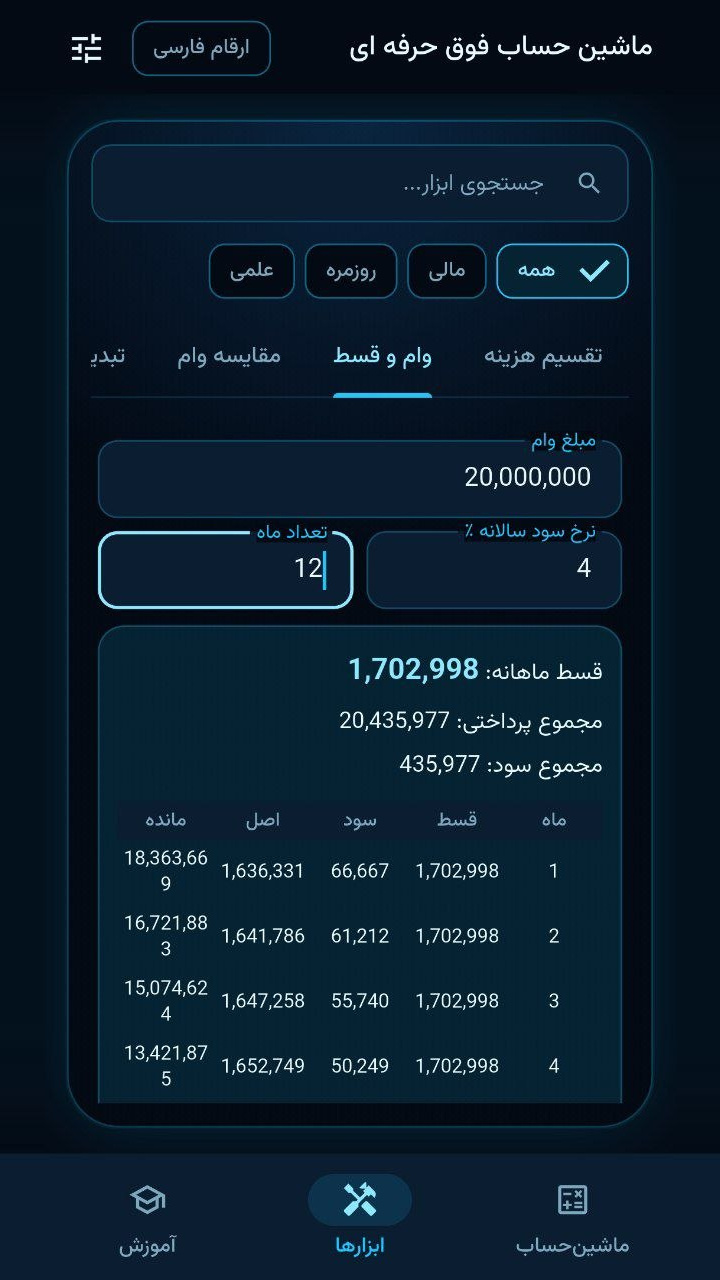 ماشین حساب فوق حرفه ای
ارقام فارسی
جستجوی ابزار...
همه مالی روزمره علمی
تقسیم هزینه وام و قسط مقایسه وام تبدی
مبلغ وام
20,000,000
نرخ سود سالانه ٪ تعداد ماه
4 12
قسط ماهانه: 1,702,998
مجموع پرداختی: 20,435,977
مجموع سود: 435,977
ماه قسط سود اصل مانده
1 1,702,998 66,667 1,636,331 18,363,669
2 1,702,998 61,212 1,641,786 16,721,883
3 1,702,998 55,740 1,647,258 15,074,624
4 1,702,998 50,249 1,652,749 13,421,875
ماشین‌حساب ابزارها آموزش